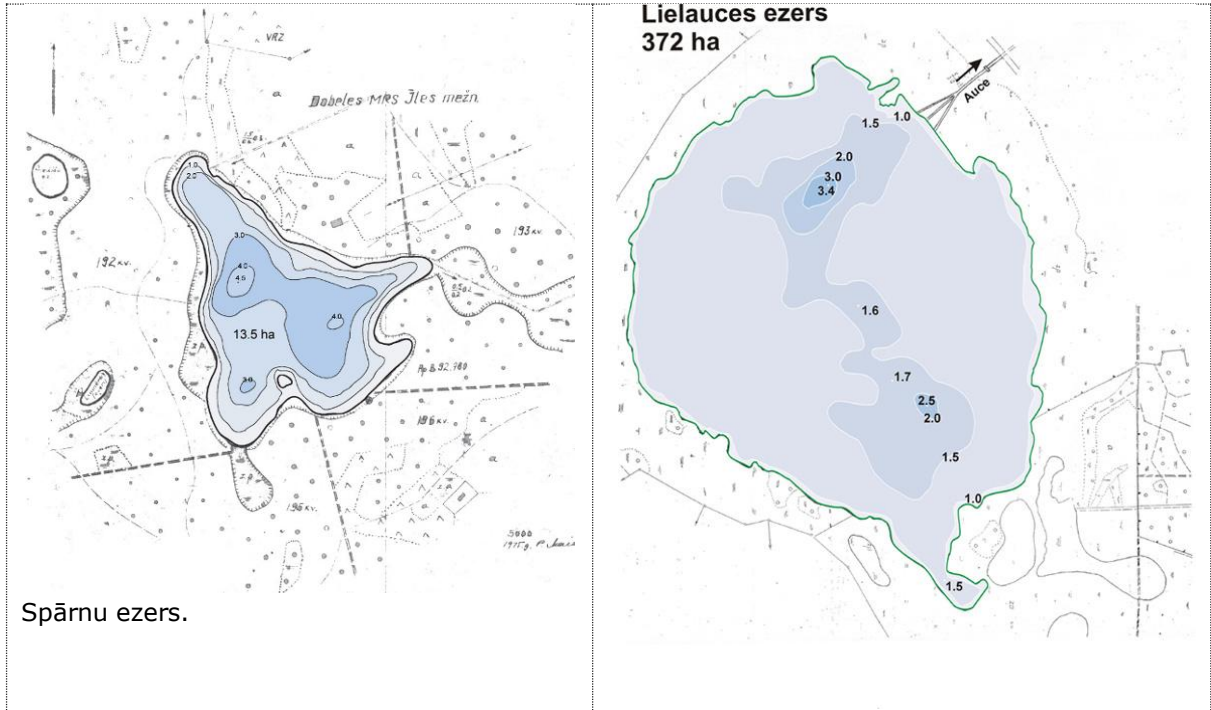 VRZ
Dobeles MRS Īles mežn.
a
a
a
a
1.0
2.0
192 kv.
193 kv.
3.0
4.0
4.5
4.0
13.5 ha
3.0
196 kv.
a
a
195 kv.
5000
Spārnu ezers.
Lielauces ezers
372 ha
Auce
1.5
1.0
2.0
3.0
3.4
1.6
1.7
2.5
2.0
1.5
1.0
1.5